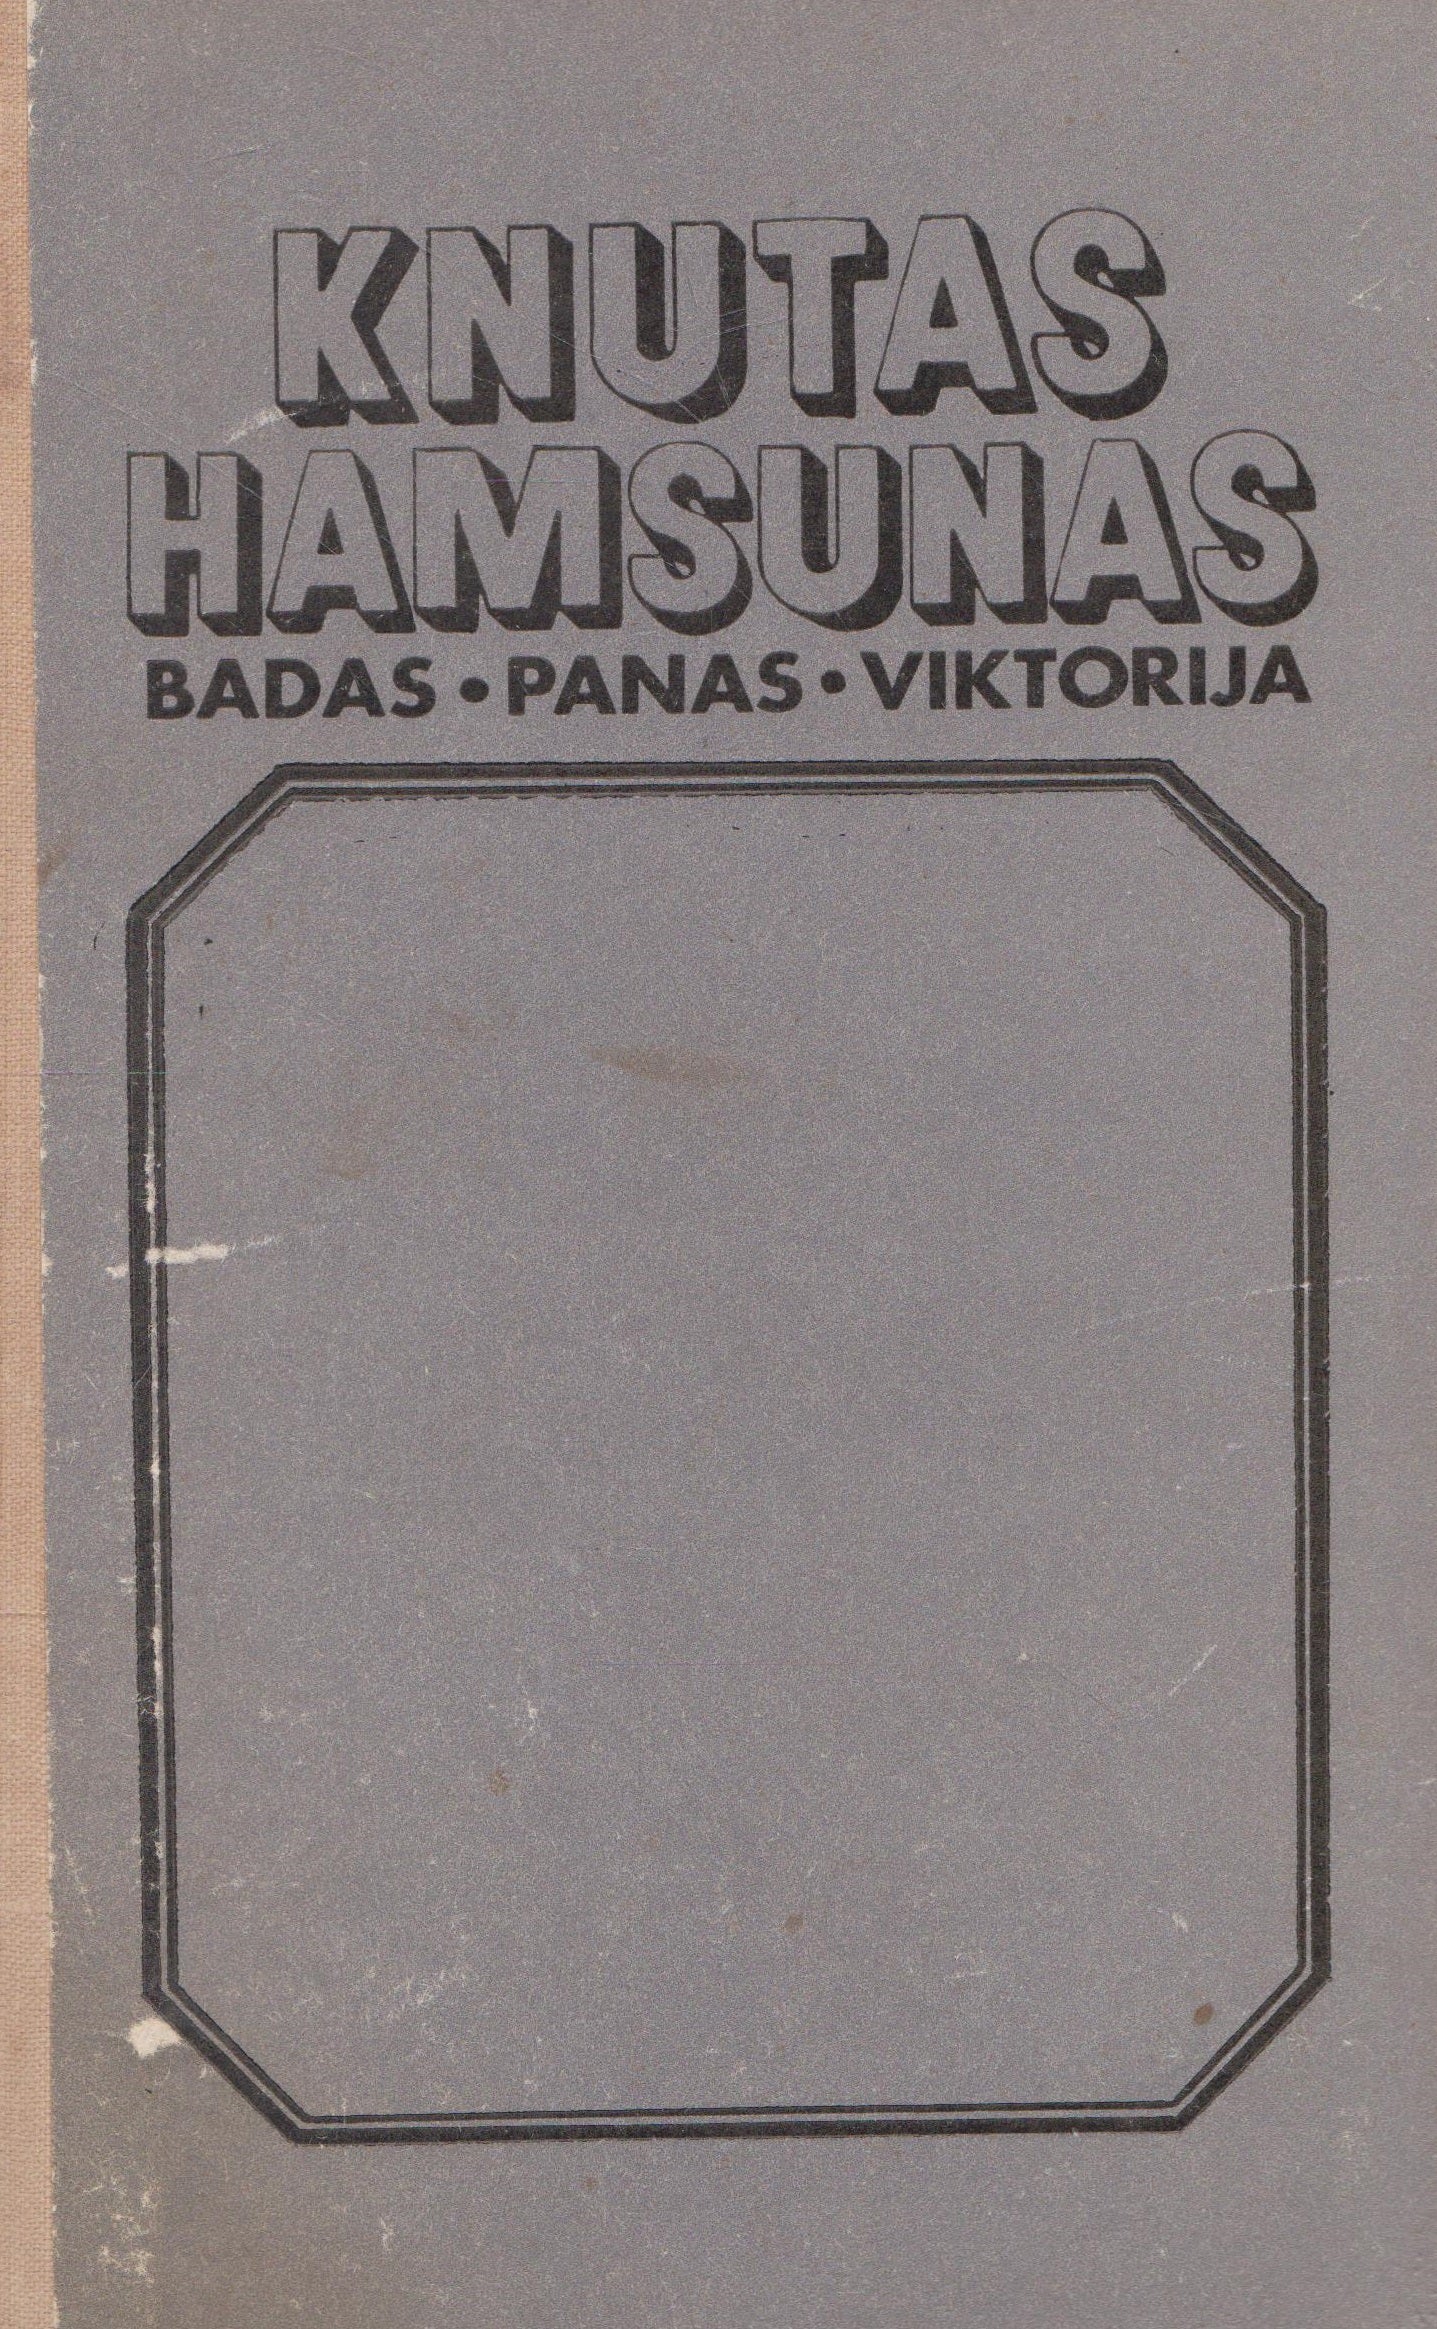 KNUTAS
HAMSUNAS
BADAS • PANAS • VIKTORIJA